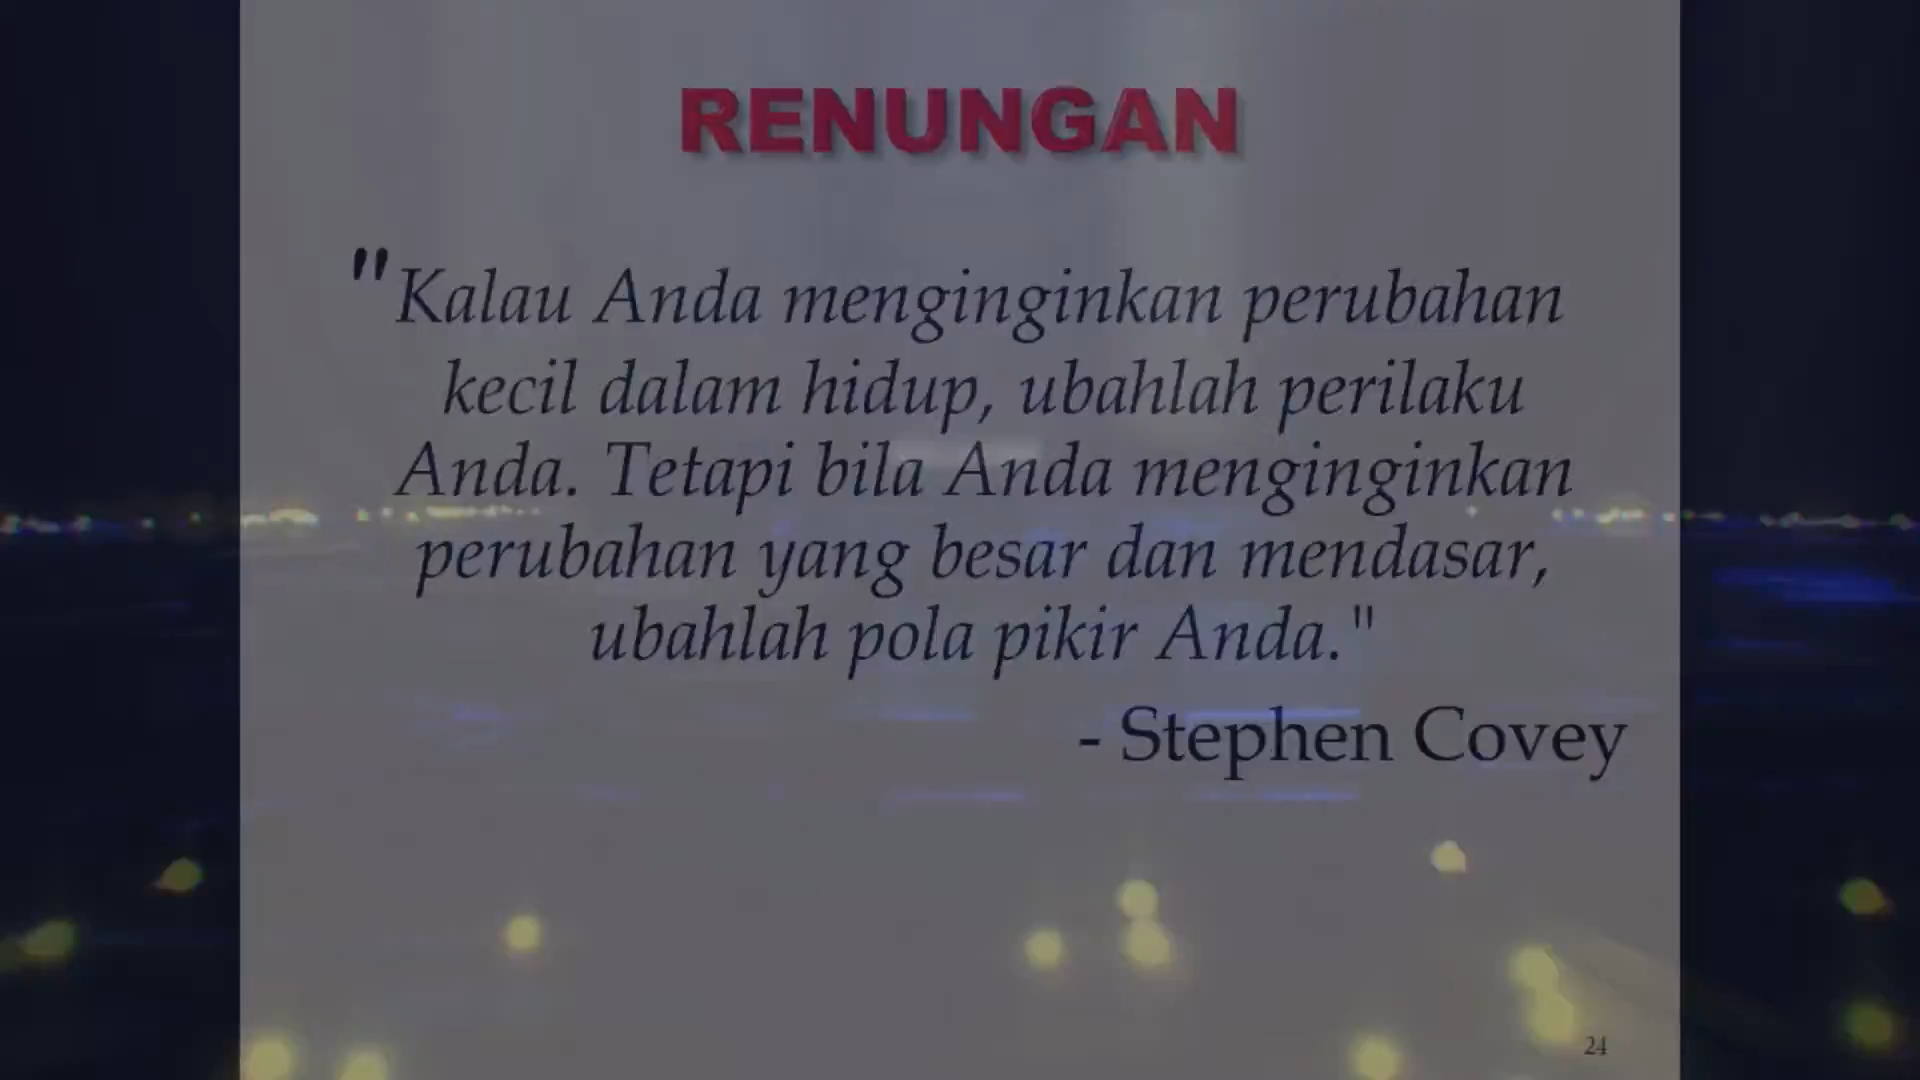 RENUNGAN
"Kalau Anda menginginkan perubahan
kecil dalam hidup, ubahlah perilaku
Anda. Tetapi bila Anda menginginkan
perubahan yang besar dan mendasar,
ubahlah pola pikir Anda."
- Stephen Covey
24